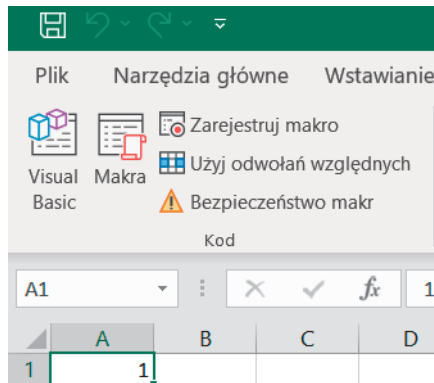 Plik Narzędzia główne Wstawianie
Visual Basic
Makra
Zarejestruj makro
Użyj odwołań względnych
Bezpieczeństwo makr
Kod
A1 fx 1
A B C D
1 1